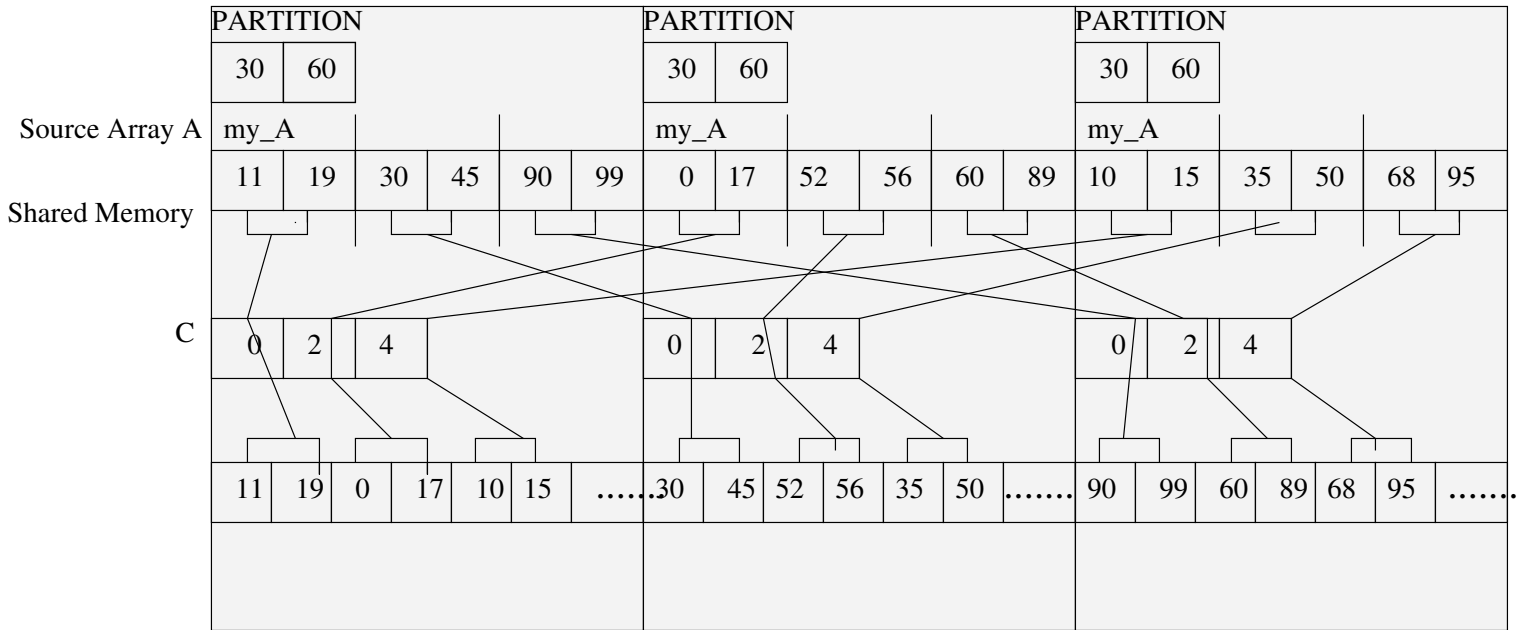 PARTITION PARTITION PARTITION
30 60 30 60 30 60
Source Array A my_A my_A my_A
11 19 30 45 90 99 0 17 52 56 60 89 10 15 35 50 68 95
Shared Memory
C 0 2 4 0 2 4 0 2 4
11 19 0 17 10 15 ....... 30 45 52 56 35 50 ....... 90 99 60 89 68 95 .......